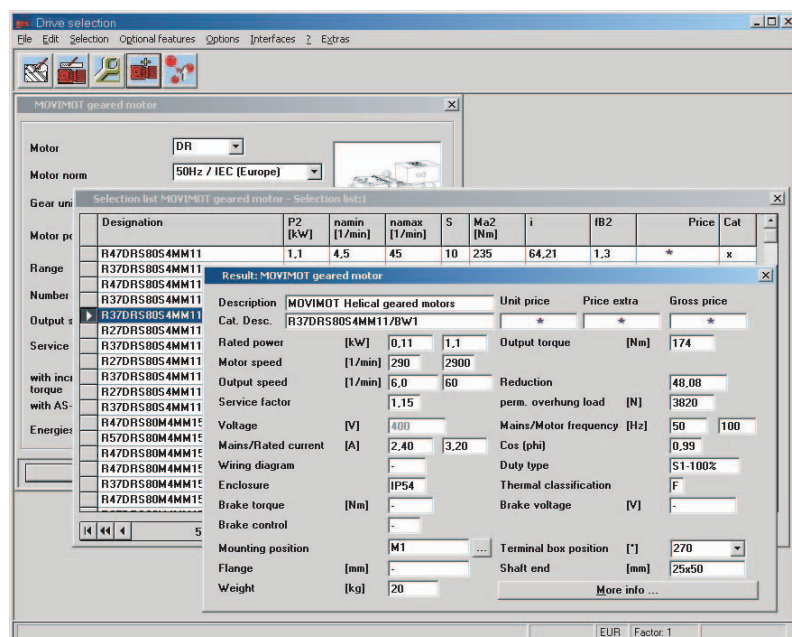 Drive selection
File Edit Selection Optional features Options Interfaces ? Extras
MOVIMOT geared motor
Motor DR
Motor norm 50Hz / IEC (Europe)
Gear uni
Selection list MOVIMOT geared motor - Selection list:1
Designation P2 [kW] namin [1/min] namax [1/min] S Ma2 [Nm] i fB2 Price Cat
Motor po
R47DRS80S4MM11 1,1 4,5 45 10 235 64,21 1,3 * x
Range
R37DRS80S4MM11
R47DRS80S4MM11
Number
R37DRS80S4MM11
Output s
R37DRS80S4MM11
R27DRS80S4MM11
Service
R37DRS80S4MM11
R27DRS80S4MM11
with incr
torque
R37DRS80S4MM11
R27DRS80S4MM11
with AS-
R37DRS80S4MM11
R27DRS80S4MM11
Energies
R47DRS80M4MM15
R57DRS80M4MM15
R47DRS80M4MM15
R57DRS80M4MM15
R37DRS80M4MM15
R47DRS80M4MM15
5
Result: MOVIMOT geared motor
Description MOVIMOT Helical geared motors Unit price Price extra Gross price
Cat. Desc. R37DRS80S4MM11/BW1 * * *
Rated power [kW] 0,11 1,1 Output torque [Nm] 174
Motor speed [1/min] 290 2900
Output speed [1/min] 6,0 60 Reduction 48,08
Service factor 1,15 perm. overhung load [N] 3820
Voltage [V] 400 Mains/Motor frequency [Hz] 50 100
Mains/Rated current [A] 2,40 3,20 Cos (phi) 0,99
Wiring diagram - Duty type S1-100%
Enclosure IP54 Thermal classification F
Brake torque [Nm] - Brake voltage [V] -
Brake control -
Mounting position M1 ... Terminal box position [*] 270
Flange [mm] - Shaft end [mm] 25x50
Weight [kg] 20 More info ...
EUR Factor: 1